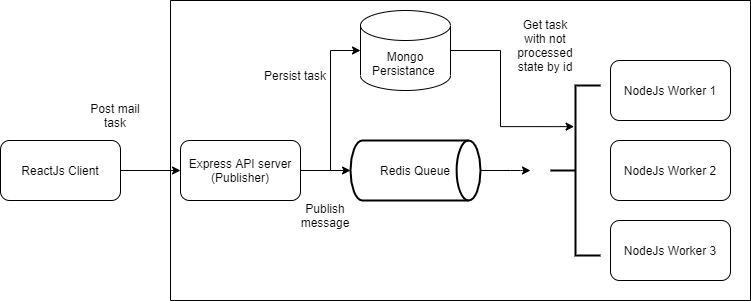 Post mail
task
ReactJs Client
Express API server
(Publisher)
Persist task
Mongo
Persistance
Publish
message
Redis Queue
Get task
with not
processed
state by id
NodeJs Worker 1
NodeJs Worker 2
NodeJs Worker 3